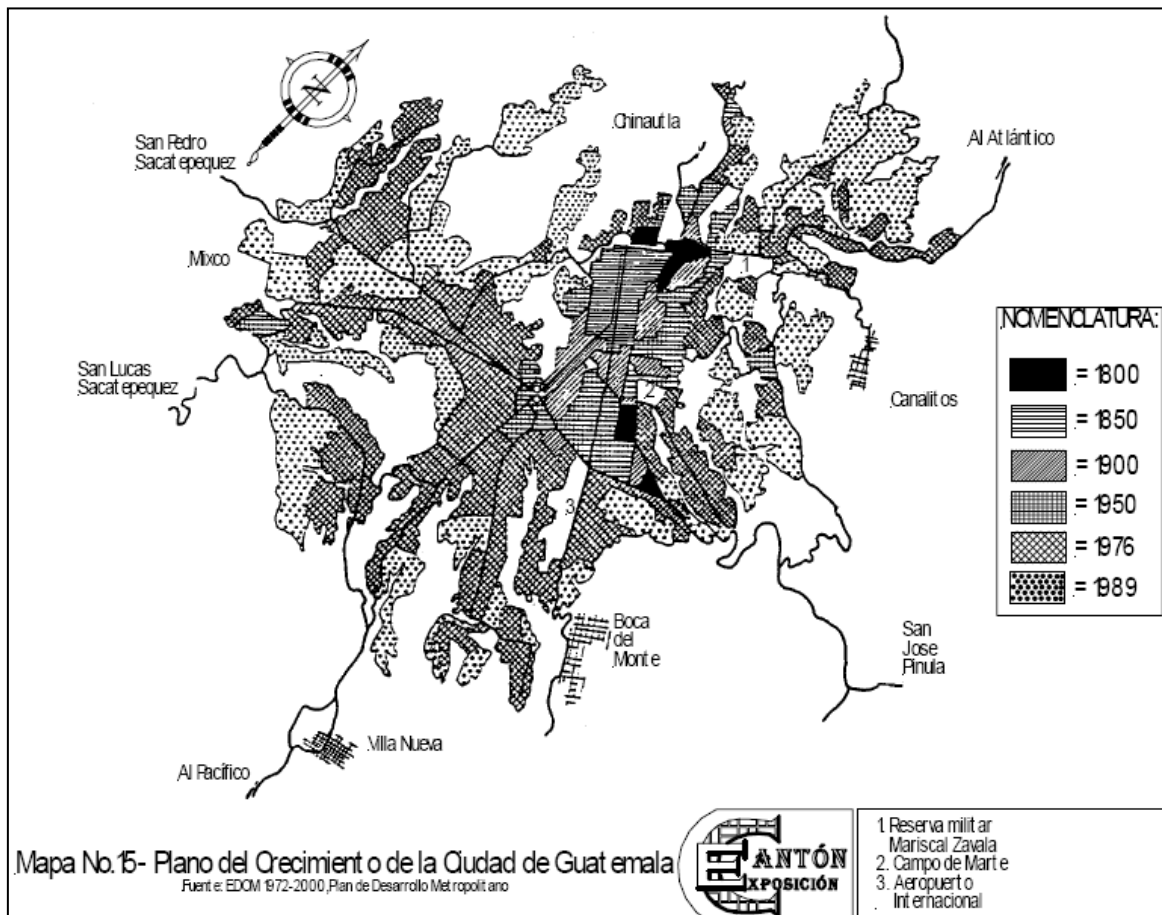 N
San Pedro
Sacatepequez
Chinautla
Al Atlántico
Mixco
1
San Lucas
Sacatepequez
2
Canalitos
3
Boca
del
Monte
San
Jose
Pinula
Villa Nueva
Al Pacífico
NOMENCLATURA:
= 1800
= 1850
= 1900
= 1950
= 1976
= 1989
Mapa No.15- Plano del Crecimiento de la Ciudad de Guatemala
Fuente: EDOM 1972-2000,Plan de Desarrollo Metropolitano
CANTÓN
EXPOSICIÓN
1 Reserva militar
Mariscal Zavala
2. Campo de Marte
3. Aeropuerto
Internacional